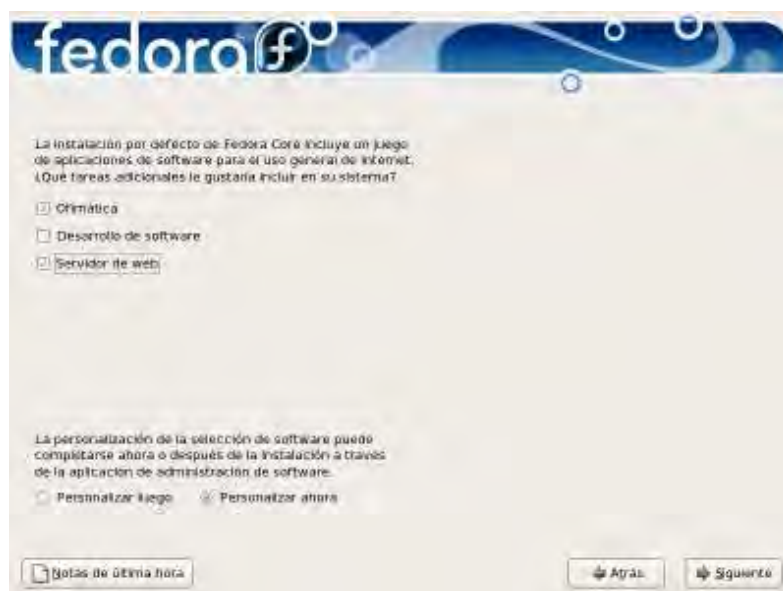 fedora f
La instalación por defecto de Fedora Core incluye un juego
de aplicaciones de software para el uso general de Internet.
¿Qué tareas adicionales le gustaría incluir en su sistema?
Ofimática
Desarrollo de software
Servidor de web
La personalización de la selección de software puede
completarse ahora o después de la instalación a través
de la aplicación de administración de software.
Personalizar luego Personalizar ahora
Notas de última hora Atrás Siguiente